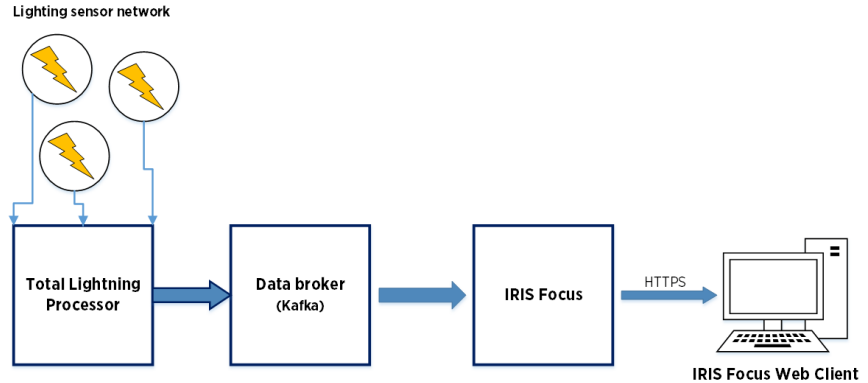 Lighting sensor network
Total Lightning
Processor
Data broker
(Kafka)
IRIS Focus
HTTPS
IRIS Focus Web Client